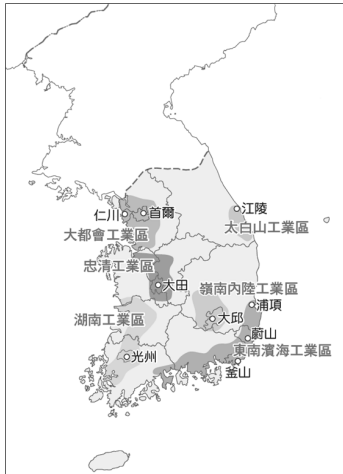 江陵
仁川
首爾
太白山工業區
大都會工業區
忠清工業區
大田
嶺南內陸工業區
浦項
湖南工業區
大邱
蔚山
光州
東南濱海工業區
釜山